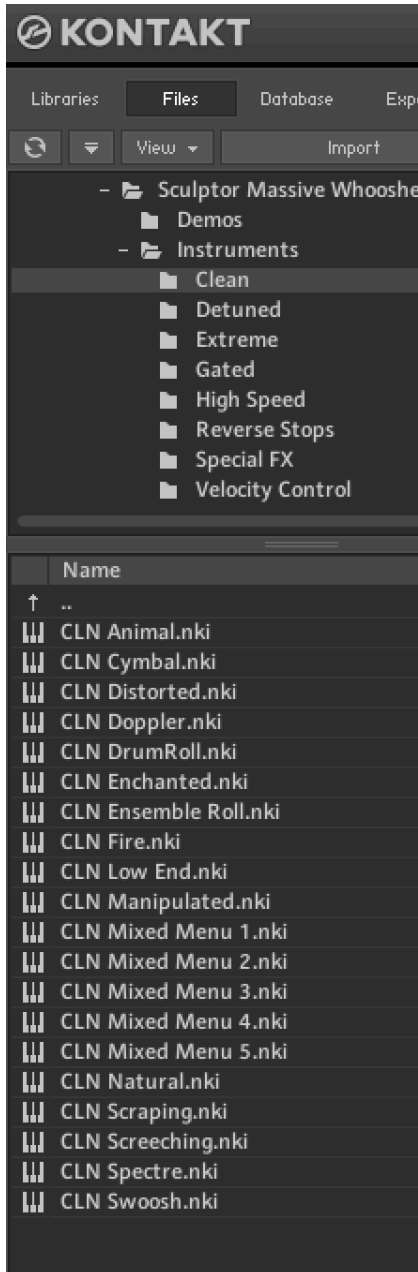 KONTAKT
Libraries Files Database Expo
View Import
Sculptor Massive Whooshe
Demos
Instruments
Clean
Detuned
Extreme
Gated
High Speed
Reverse Stops
Special FX
Velocity Control
Name
..
CLN Animal.nki
CLN Cymbal.nki
CLN Distorted.nki
CLN Doppler.nki
CLN DrumRoll.nki
CLN Enchanted.nki
CLN Ensemble Roll.nki
CLN Fire.nki
CLN Low End.nki
CLN Manipulated.nki
CLN Mixed Menu 1.nki
CLN Mixed Menu 2.nki
CLN Mixed Menu 3.nki
CLN Mixed Menu 4.nki
CLN Mixed Menu 5.nki
CLN Natural.nki
CLN Scraping.nki
CLN Screeching.nki
CLN Spectre.nki
CLN Swoosh.nki